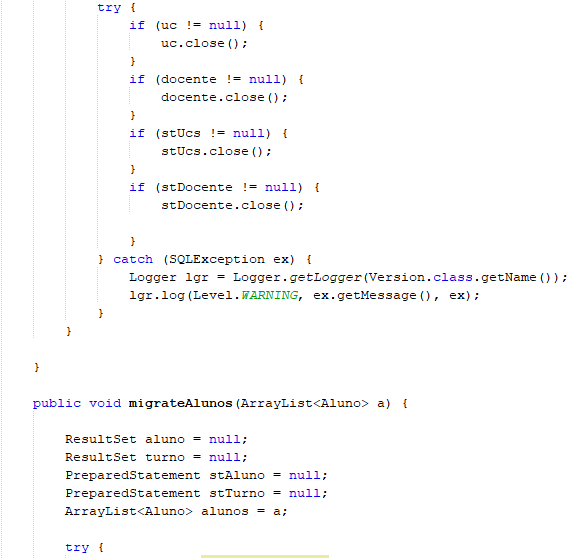 try {
if (uc != null) {
uc.close();
}
if (docente != null) {
docente.close();
}
if (stUcs != null) {
stUcs.close();
}
if (stDocente != null) {
stDocente.close();
}
} catch (SQLException ex) {
Logger lgr = Logger.getLogger(Version.class.getName());
lgr.log(Level.WARNING, ex.getMessage(), ex);
}
}
}
public void migrateAlunos(ArrayList<Aluno> a) {
ResultSet aluno = null;
ResultSet turno = null;
PreparedStatement stAluno = null;
PreparedStatement stTurno = null;
ArrayList<Aluno> alunos = a;
try {